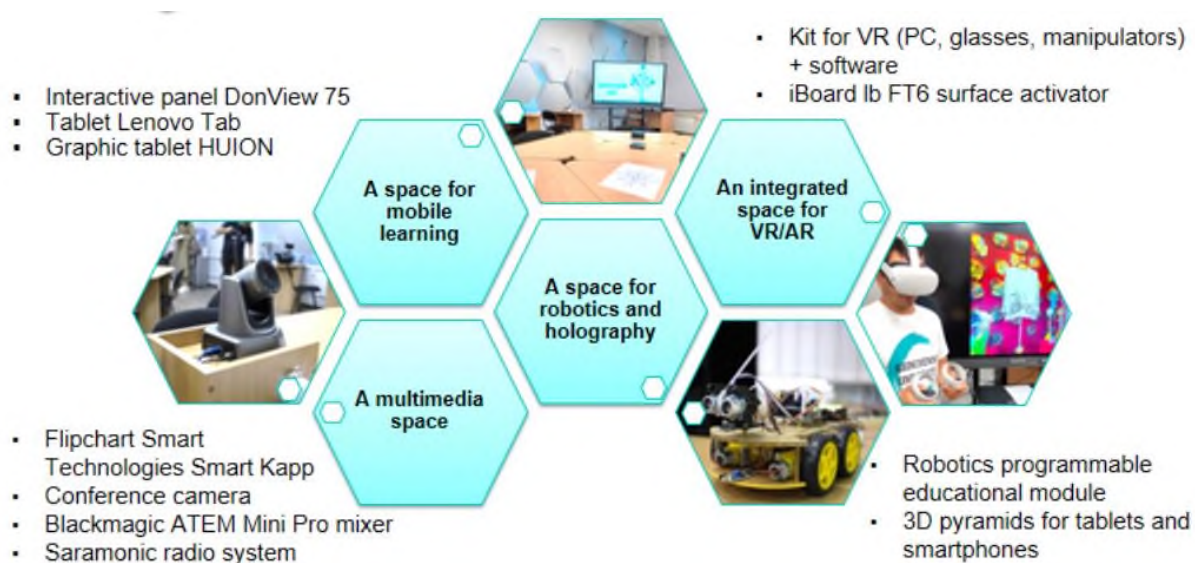 ▪ Interactive panel DonView 75
▪ Tablet Lenovo Tab
▪ Graphic tablet HUION
▪ Kit for VR (PC, glasses, manipulators)
+ software
▪ iBoard Ib FT6 surface activator
A space for
mobile
learning
An integrated
space for
VR/AR
A space for
robotics and
holography
A multimedia
space
▪ Flipchart Smart
Technologies Smart Kapp
▪ Conference camera
▪ Blackmagic ATEM Mini Pro mixer
▪ Saramonic radio system
▪ Robotics programmable
educational module
▪ 3D pyramids for tablets and
smartphones